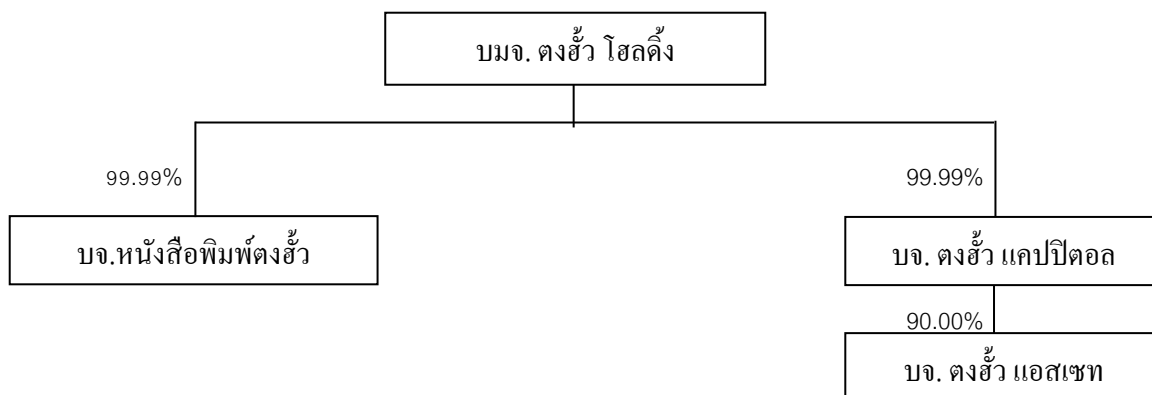 บมจ. ตงฮั้ว โฮลดิ้ง
99.99%
99.99%
บจ.หนังสือพิมพ์ตงฮั้ว
บจ. ตงฮั้ว แคปปิตอล
90.00%
บจ. ตงฮั้ว แอสเซท